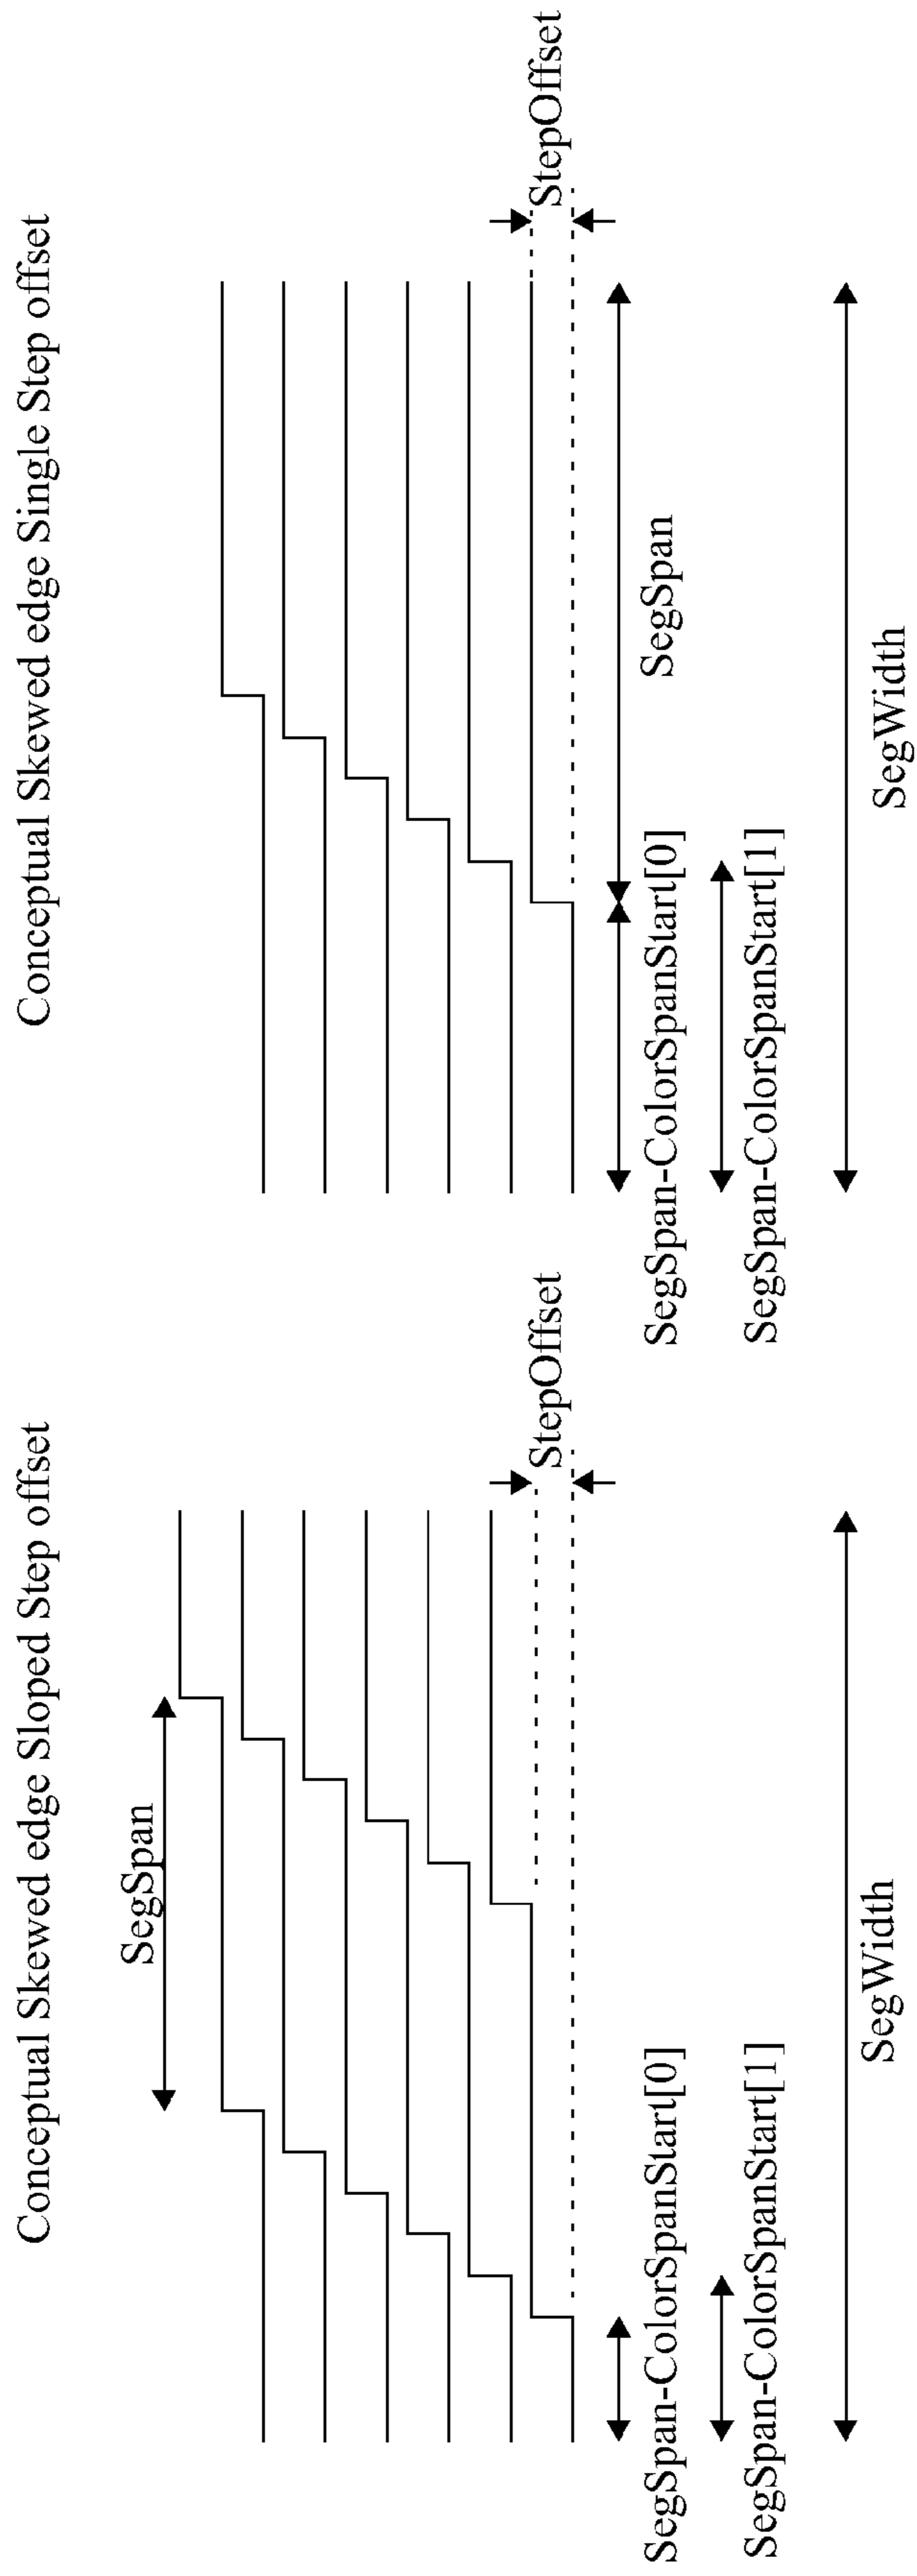 Conceptual Skewed edge Sloped Step offset
SegSpan
StepOffset
SegSpan-ColorSpanStart[0]
SegSpan-ColorSpanStart[1]
SegWidth
Conceptual Skewed edge Single Step offset
StepOffset
SegSpan
SegSpan-ColorSpanStart[0]
SegSpan-ColorSpanStart[1]
SegWidth